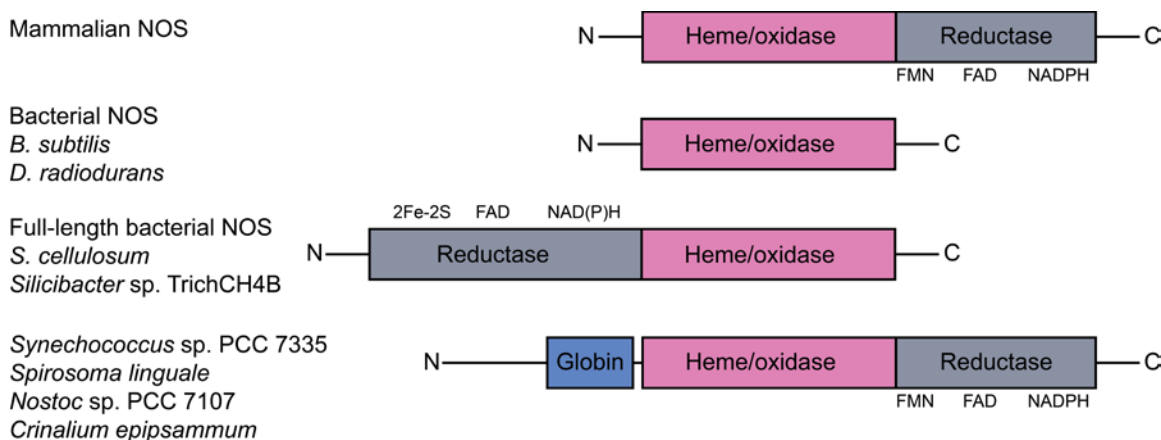 Mammalian NOS
N
Heme/oxidase
Reductase
C
FMN FAD NADPH
Bacterial NOS
B. subtilis
D. radiodurans
N
Heme/oxidase
C
2Fe-2S FAD NAD(P)H
Full-length bacterial NOS
S. cellulosum
Silicibacter sp. TrichCH4B
N
Reductase
Heme/oxidase
C
Synechococcus sp. PCC 7335
Spirosoma linguale
Nostoc sp. PCC 7107
Crinalium epipsammum
N
Globin
Heme/oxidase
Reductase
C
FMN FAD NADPH